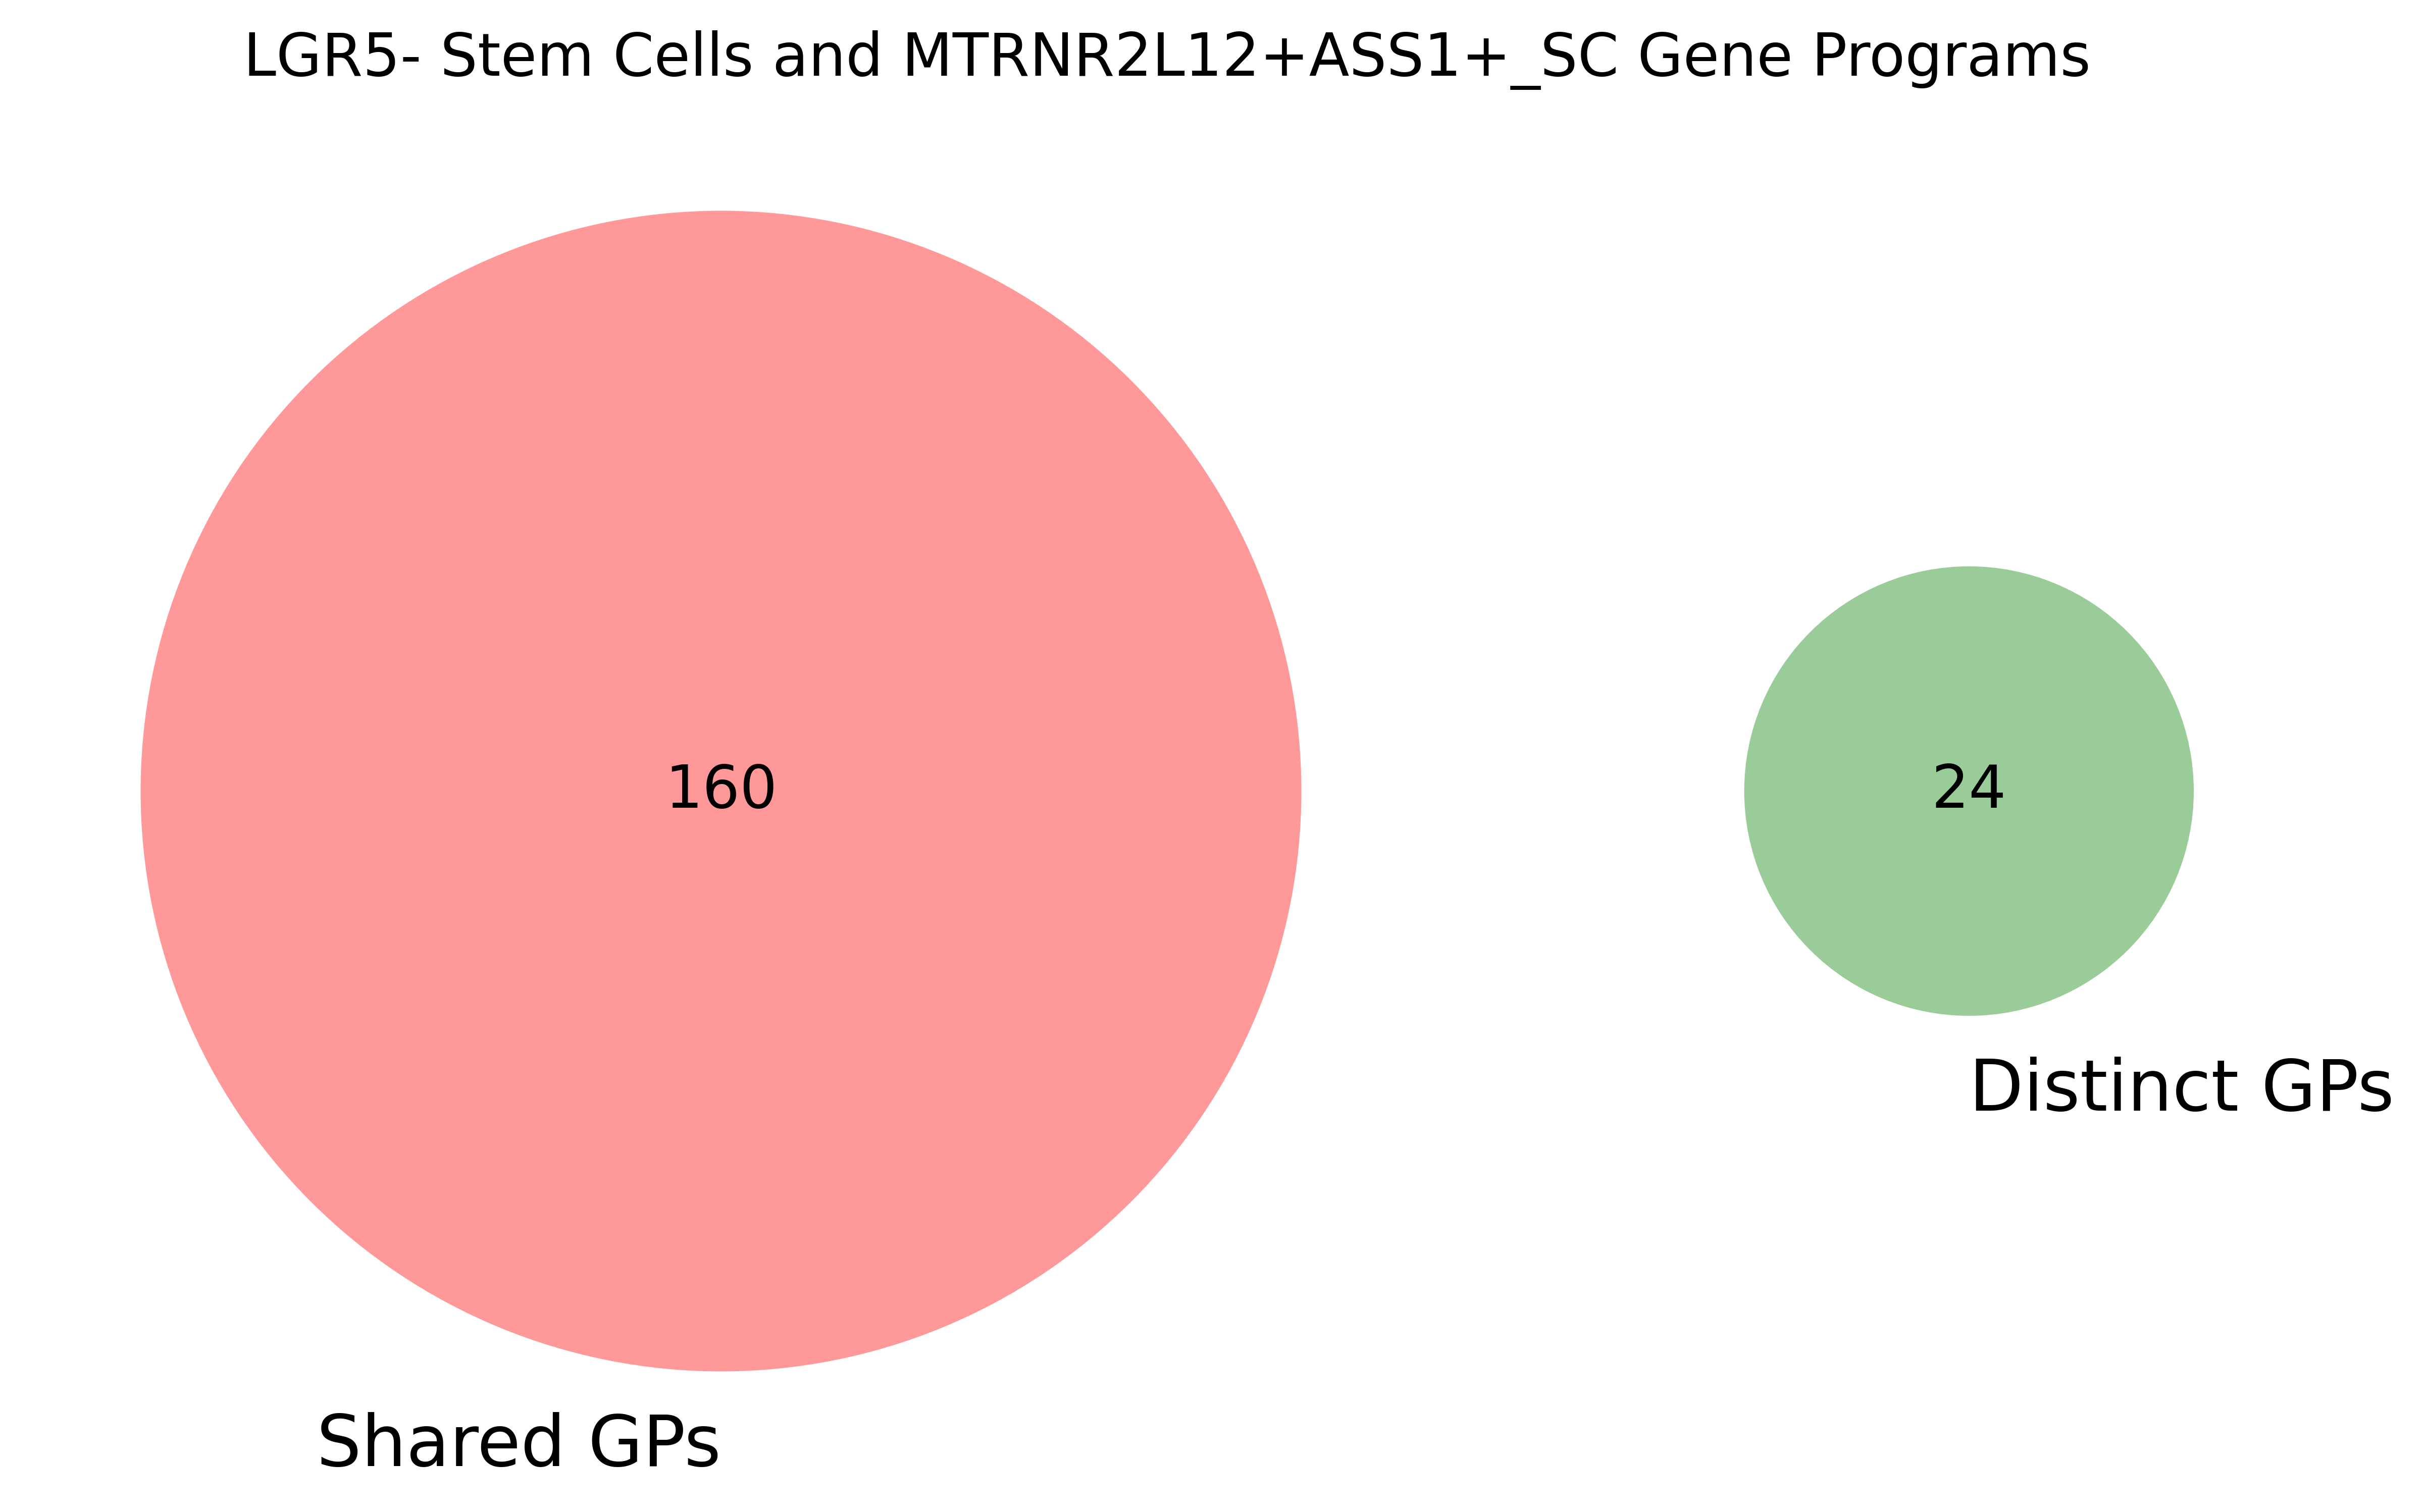 LGR5- Stem Cells and MTRNR2L12+ASS1+_SC Gene Programs
160
24
Distinct GPs
Shared GPs